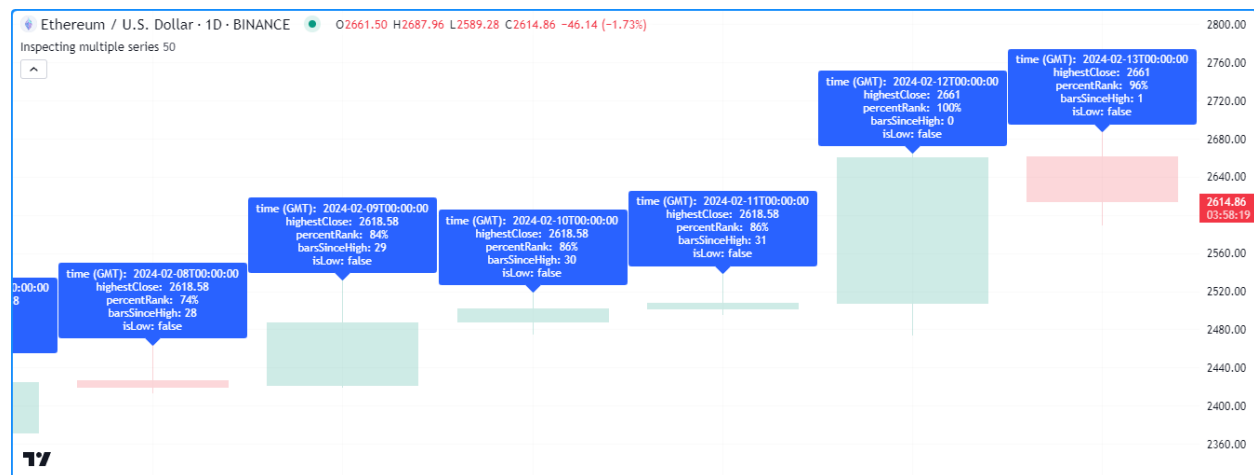 Ethereum / U.S. Dollar · 1D · BINANCE O2661.50 H2687.96 L2589.28 C2614.86 −46.14 (−1.73%)
Inspecting multiple series 50
0:00:00
8
time (GMT): 2024-02-08T00:00:00
highestClose: 2618.58
percentRank: 74%
barsSinceHigh: 28
isLow: false
time (GMT): 2024-02-09T00:00:00
highestClose: 2618.58
percentRank: 84%
barsSinceHigh: 29
isLow: false
time (GMT): 2024-02-10T00:00:00
highestClose: 2618.58
percentRank: 86%
barsSinceHigh: 30
isLow: false
time (GMT): 2024-02-11T00:00:00
highestClose: 2618.58
percentRank: 86%
barsSinceHigh: 31
isLow: false
time (GMT): 2024-02-12T00:00:00
highestClose: 2661
percentRank: 100%
barsSinceHigh: 0
isLow: false
time (GMT): 2024-02-13T00:00:00
highestClose: 2661
percentRank: 96%
barsSinceHigh: 1
isLow: false
2800.00
2760.00
2720.00
2680.00
2640.00
2614.86
03:58:19
2560.00
2520.00
2480.00
2440.00
2400.00
2360.00